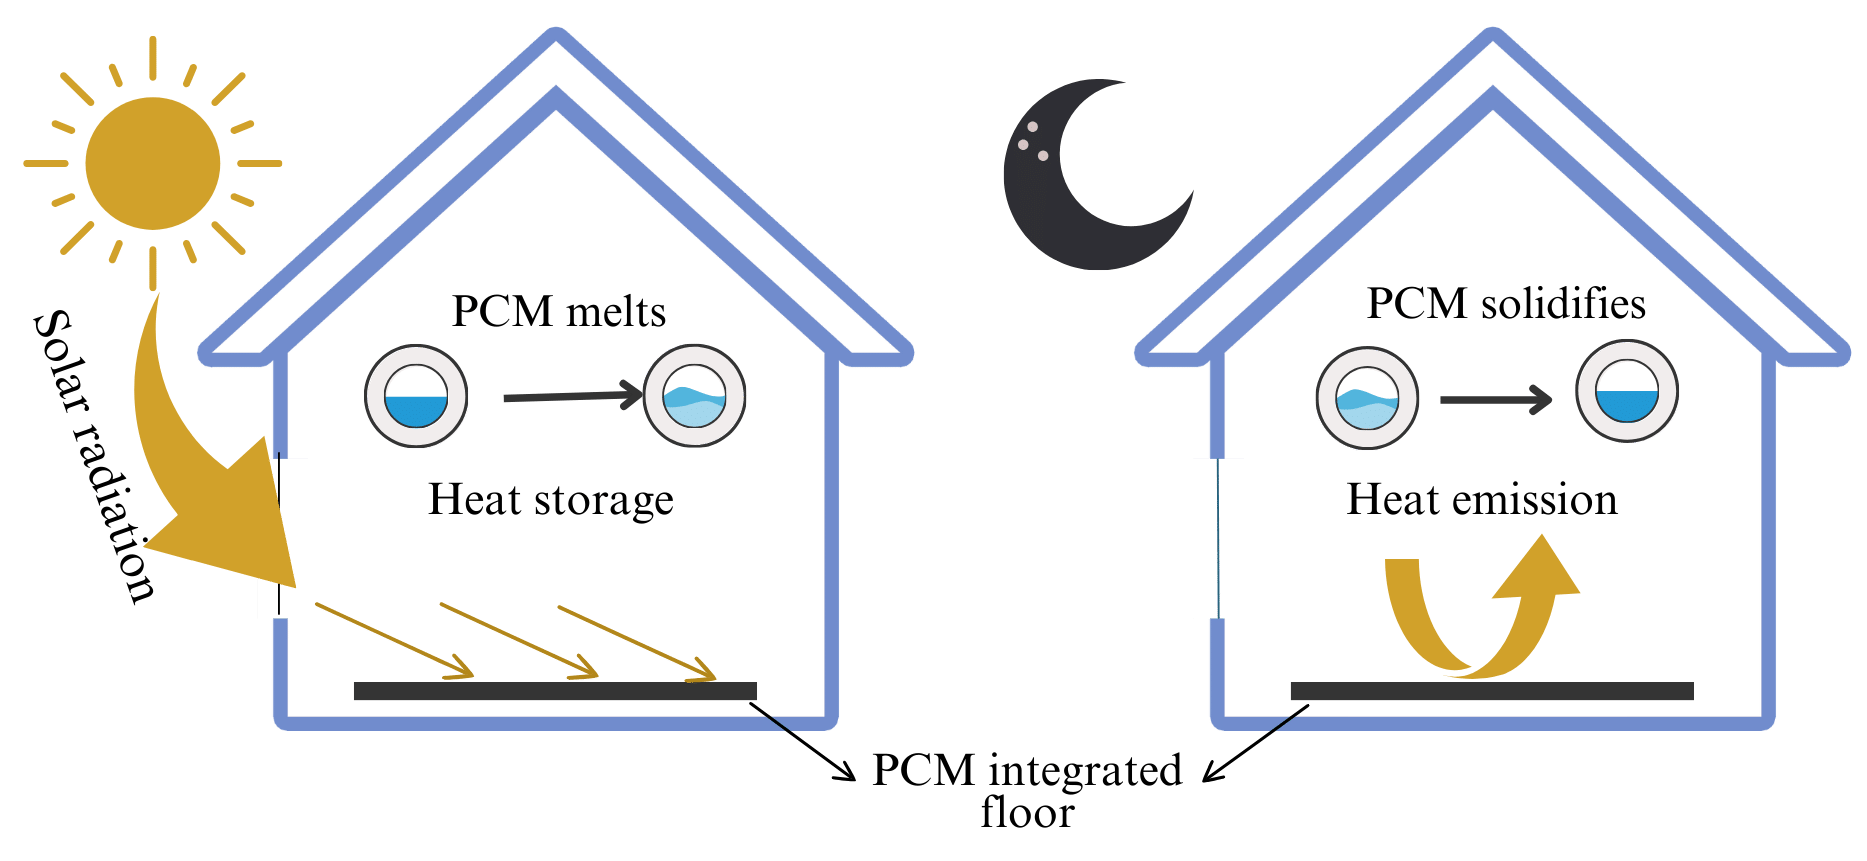 Solar radiation
PCM melts
Heat storage
PCM solidifies
Heat emission
PCM integrated
floor